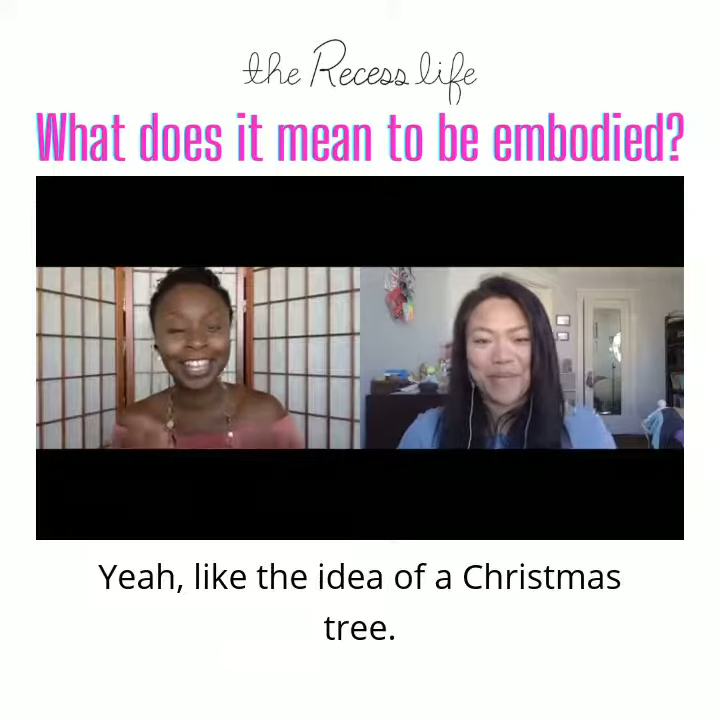 the Recess life
What does it mean to be embodied?
Yeah, like the idea of a Christmas
tree.